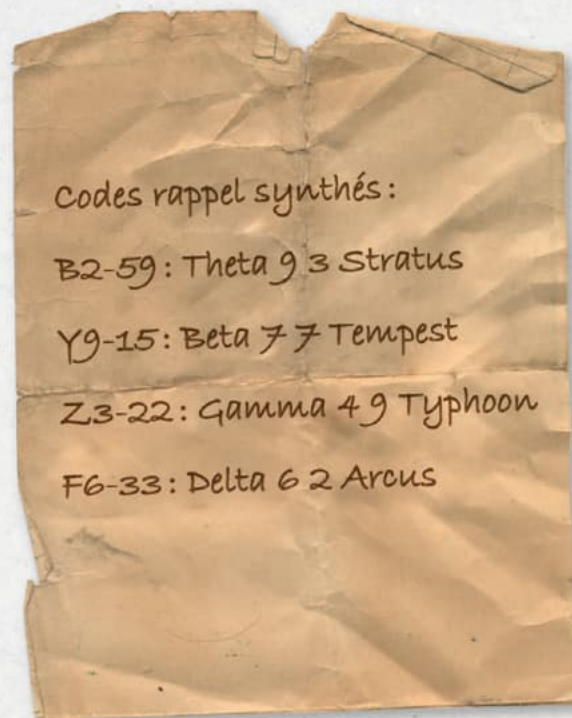 Codes rappel synthés :
B2-59 : Theta 9 3 Stratus
Y9-15 : Beta 7 7 Tempest
Z3-22 : Gamma 4 9 Typhoon
F6-33 : Delta 6 2 Arcus